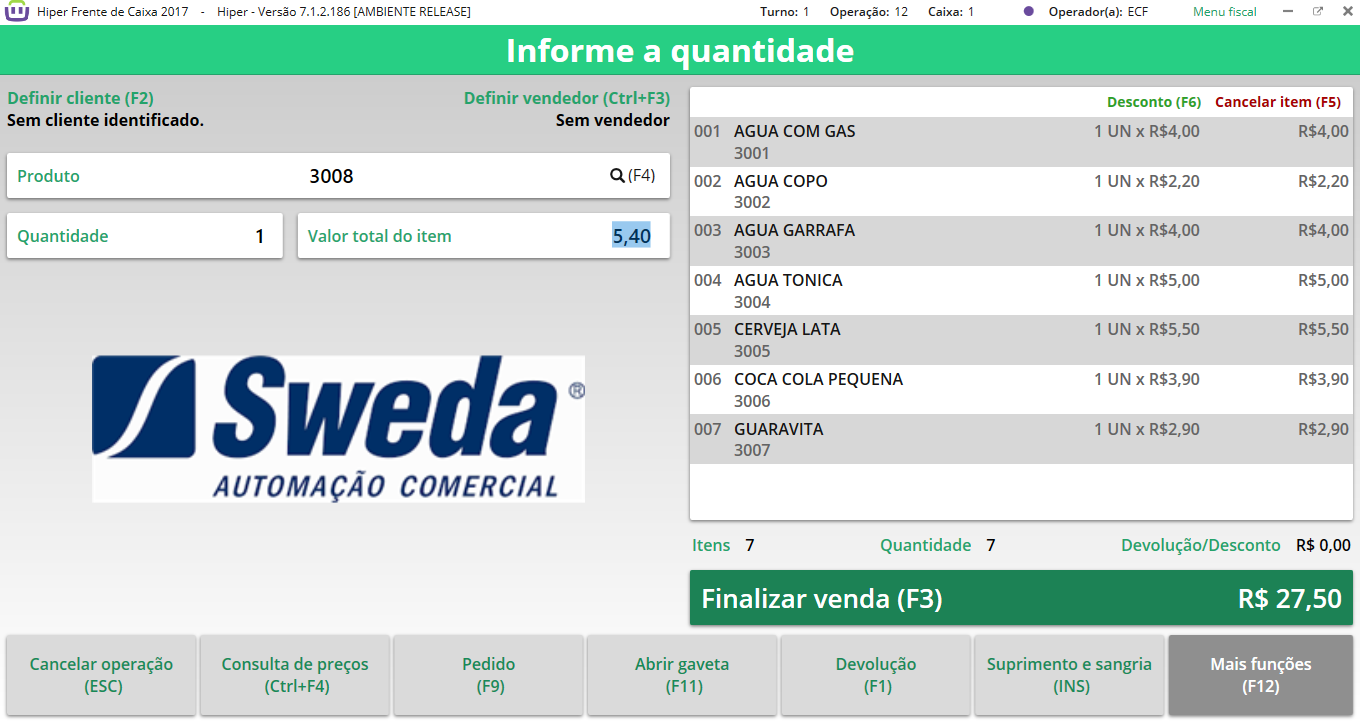 Hiper Frente de Caixa 2017 - Hiper - Versão 7.1.2.186 [AMBIENTE RELEASE] Turno: 1 Operação: 12 Caixa: 1 Operador(a): ECF Menu fiscal
Informe a quantidade
Definir cliente (F2) Definir vendedor (Ctrl+F3)
Sem cliente identificado. Sem vendedor
Produto 3008 (F4)
Quantidade 1 Valor total do item 5,40
Sweda ®
AUTOMAÇÃO COMERCIAL
Desconto (F6) Cancelar item (F5)
001 AGUA COM GAS 1 UN x R$4,00 R$4,00
3001
002 AGUA COPO 1 UN x R$2,20 R$2,20
3002
003 AGUA GARRAFA 1 UN x R$4,00 R$4,00
3003
004 AGUA TONICA 1 UN x R$5,00 R$5,00
3004
005 CERVEJA LATA 1 UN x R$5,50 R$5,50
3005
006 COCA COLA PEQUENA 1 UN x R$3,90 R$3,90
3006
007 GUARAVITA 1 UN x R$2,90 R$2,90
3007
Itens 7 Quantidade 7 Devolução/Desconto R$ 0,00
Finalizar venda (F3) R$ 27,50
Cancelar operação
(ESC)
Consulta de preços
(Ctrl+F4)
Pedido
(F9)
Abrir gaveta
(F11)
Devolução
(F1)
Suprimento e sangria
(INS)
Mais funções
(F12)